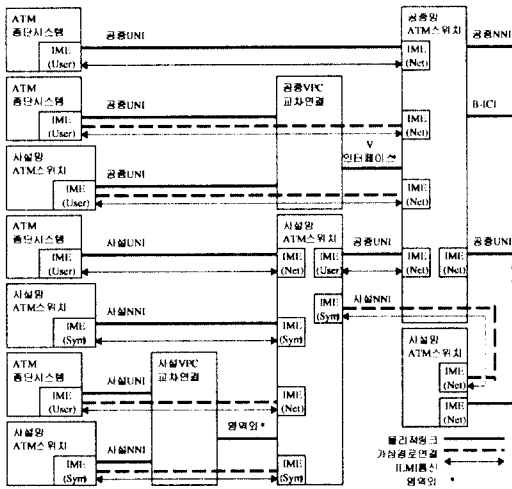 ATM
종단시스템
IME
(User)
공중UNI
공중망
ATM스위치
IME
(Net)
공중NNI
ATM
종단시스템
IME
(User)
공중UNI
공중VPC
교차연결
IME
(Net)
B-ICI
V
인터페이스
사설망
ATM스위치
IME
(User)
공중UNI
IME
(Net)
ATM
종단시스템
IME
(User)
사설UNI
사설망
ATM스위치
IME
(Net)
IME
(User)
공중UNI
IME
(Net)
IME
(Net)
공중UNI
사설망
ATM스위치
IME
(Sym)
사설NNI
IME
(Sym)
IME
(Sym)
사설NNI
사설망
ATM스위치
IME
(Net)
IME
(Net)
ATM
종단시스템
IME
(User)
사설UNI
사설VPC
교차연결
IME
(Net)
영역외*
사설망
ATM스위치
IME
(Sym)
사설NNI
IME
(Sym)
물리적링크
가상경로연결
ILMI통신
영역외 *